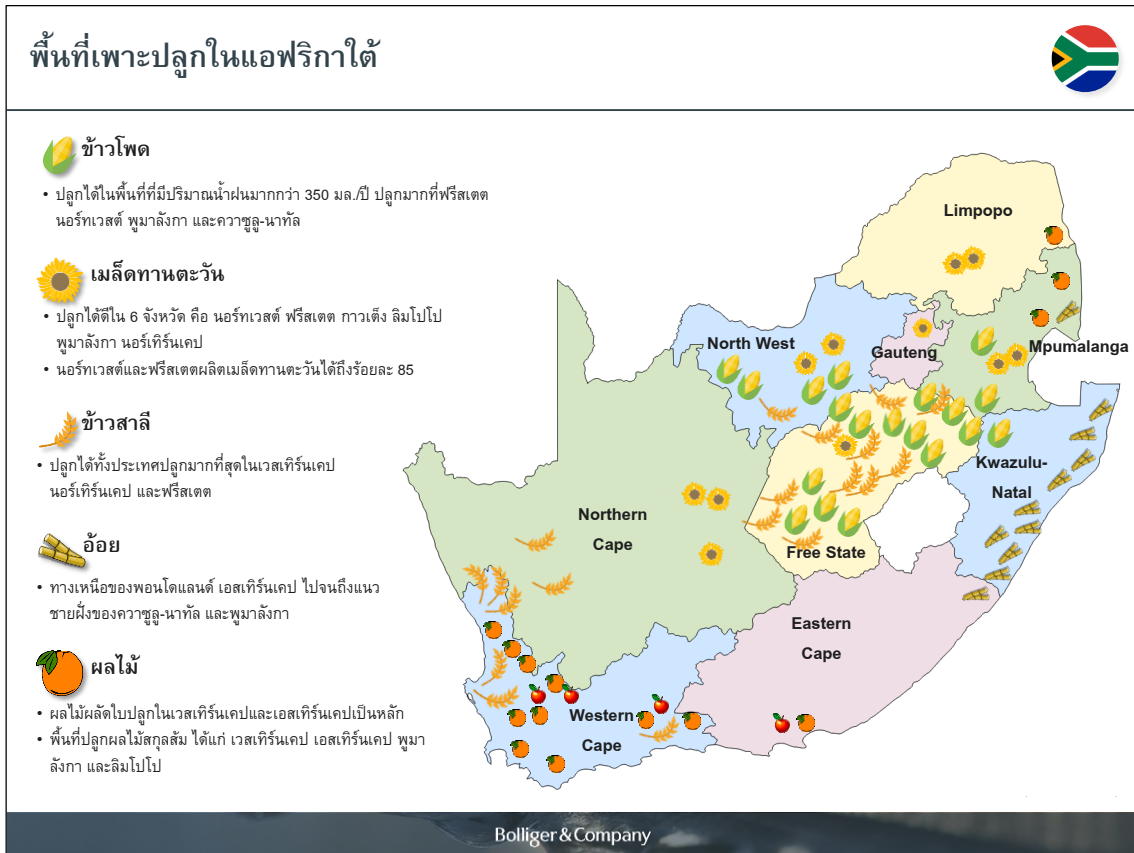 พื้นที่เพาะปลูกในแอฟริกาใต้
ข้าวโพด
• ปลูกได้ในพื้นที่ที่มีปริมาณน้ำฝนมากกว่า 350 มล./ปี ปลูกมากที่ฟรีสเตต
นอร์ทเวสต์ พูมาลังกา และควาซูลู-นาทัล
เมล็ดทานตะวัน
• ปลูกได้ดีใน 6 จังหวัด คือ นอร์ทเวสต์ ฟรีสเตต กาวเต็ง ลิมโปโป
พูมาลังกา นอร์เทิร์นเคป
• นอร์ทเวสต์และฟรีสเตตผลิตเมล็ดทานตะวันได้ถึงร้อยละ 85
ข้าวสาลี
• ปลูกได้ทั้งประเทศปลูกมากที่สุดในเวสเทิร์นเคป
นอร์เทิร์นเคป และฟรีสเตต
อ้อย
• ทางเหนือของพอนโดแลนด์ เอสเทิร์นเคป ไปจนถึงแนว
ชายฝั่งของควาซูลู-นาทัล และพูมาลังกา
ผลไม้
• ผลไม้ผลัดใบปลูกในเวสเทิร์นเคปและเอสเทิร์นเคปเป็นหลัก
• พื้นที่ปลูกผลไม้สกุลส้ม ได้แก่ เวสเทิร์นเคป เอสเทิร์นเคป พูมา
ลังกา และลิมโปโป
Limpopo
North West
Gauteng
Mpumalanga
Kwazulu-
Natal
Northern
Cape
Free State
Eastern
Cape
Western
Cape
Bolliger & Company